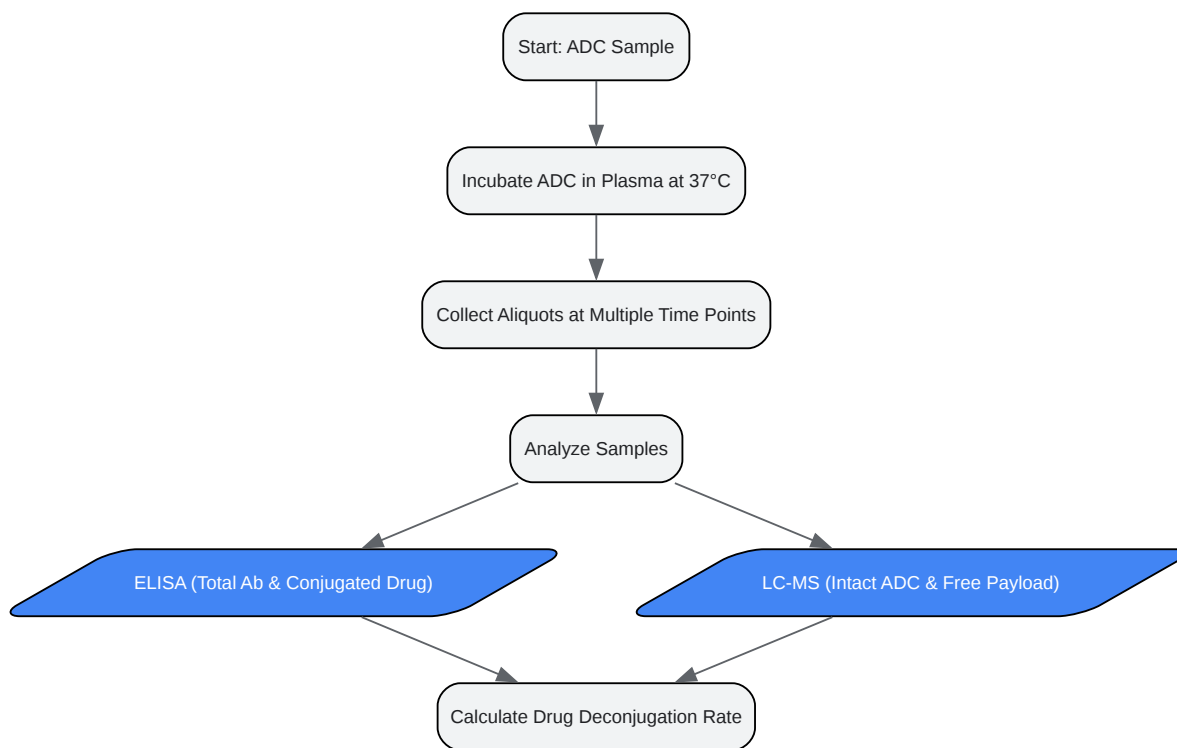 Start: ADC Sample
Incubate ADC in Plasma at 37°C
Collect Aliquots at Multiple Time Points
Analyze Samples
ELISA (Total Ab & Conjugated Drug)
LC-MS (Intact ADC & Free Payload)
Calculate Drug Deconjugation Rate